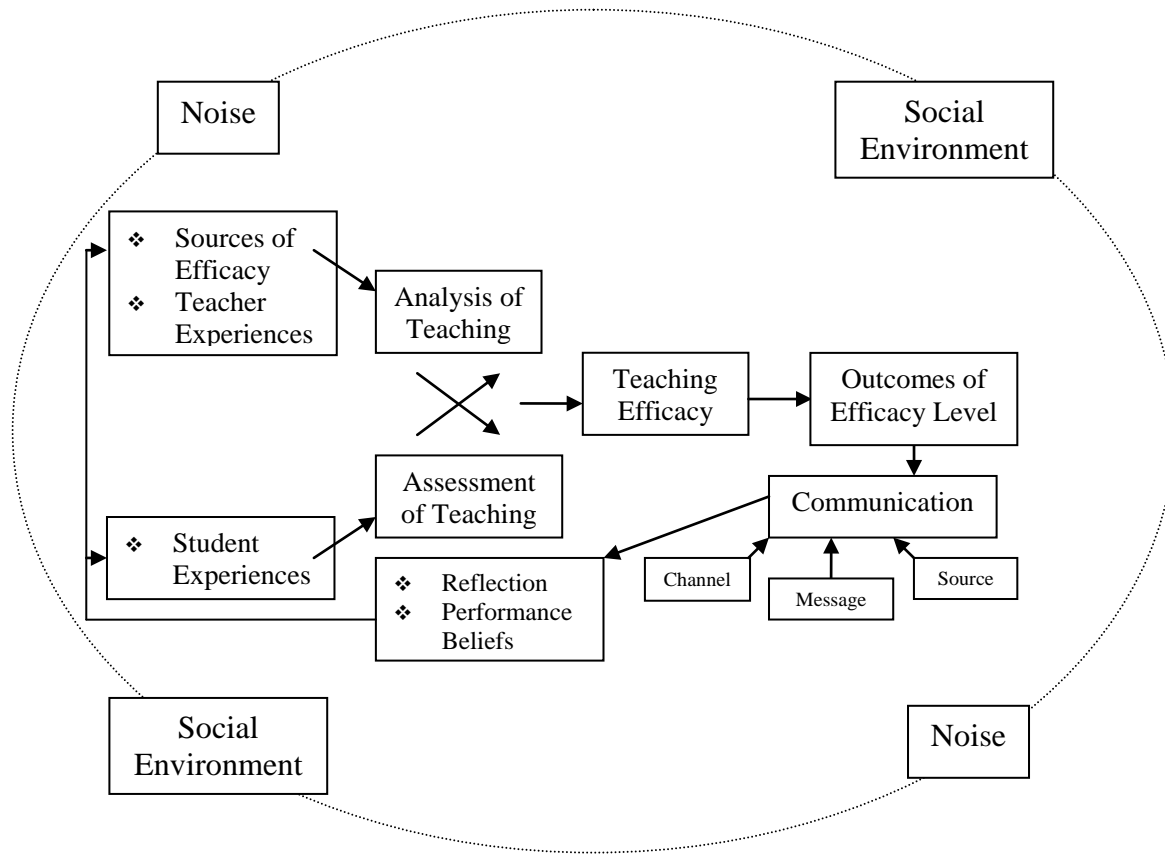 Noise
Social
Environment
❖ Sources of
Efficacy
❖ Teacher
Experiences
Analysis of
Teaching
Teaching
Efficacy
Outcomes of
Efficacy Level
Assessment
of Teaching
Communication
❖ Student
Experiences
Channel
Message
Source
❖ Reflection
❖ Performance
Beliefs
Social
Environment
Noise